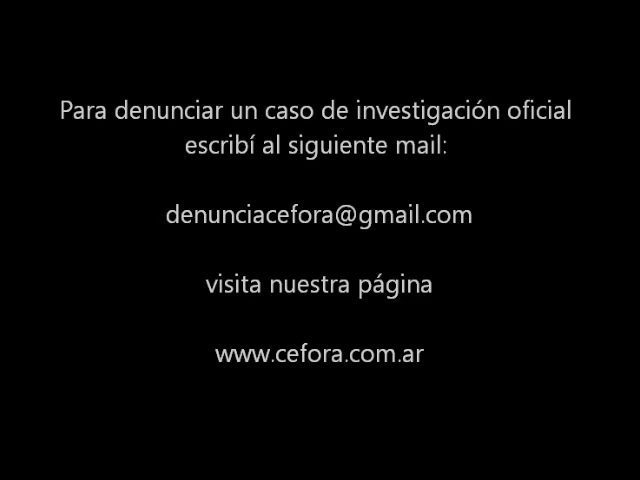 Para denunciar un caso de investigación oficial
escribí al siguiente mail:
denunciacefora@gmail.com
visita nuestra página
www.cefora.com.ar